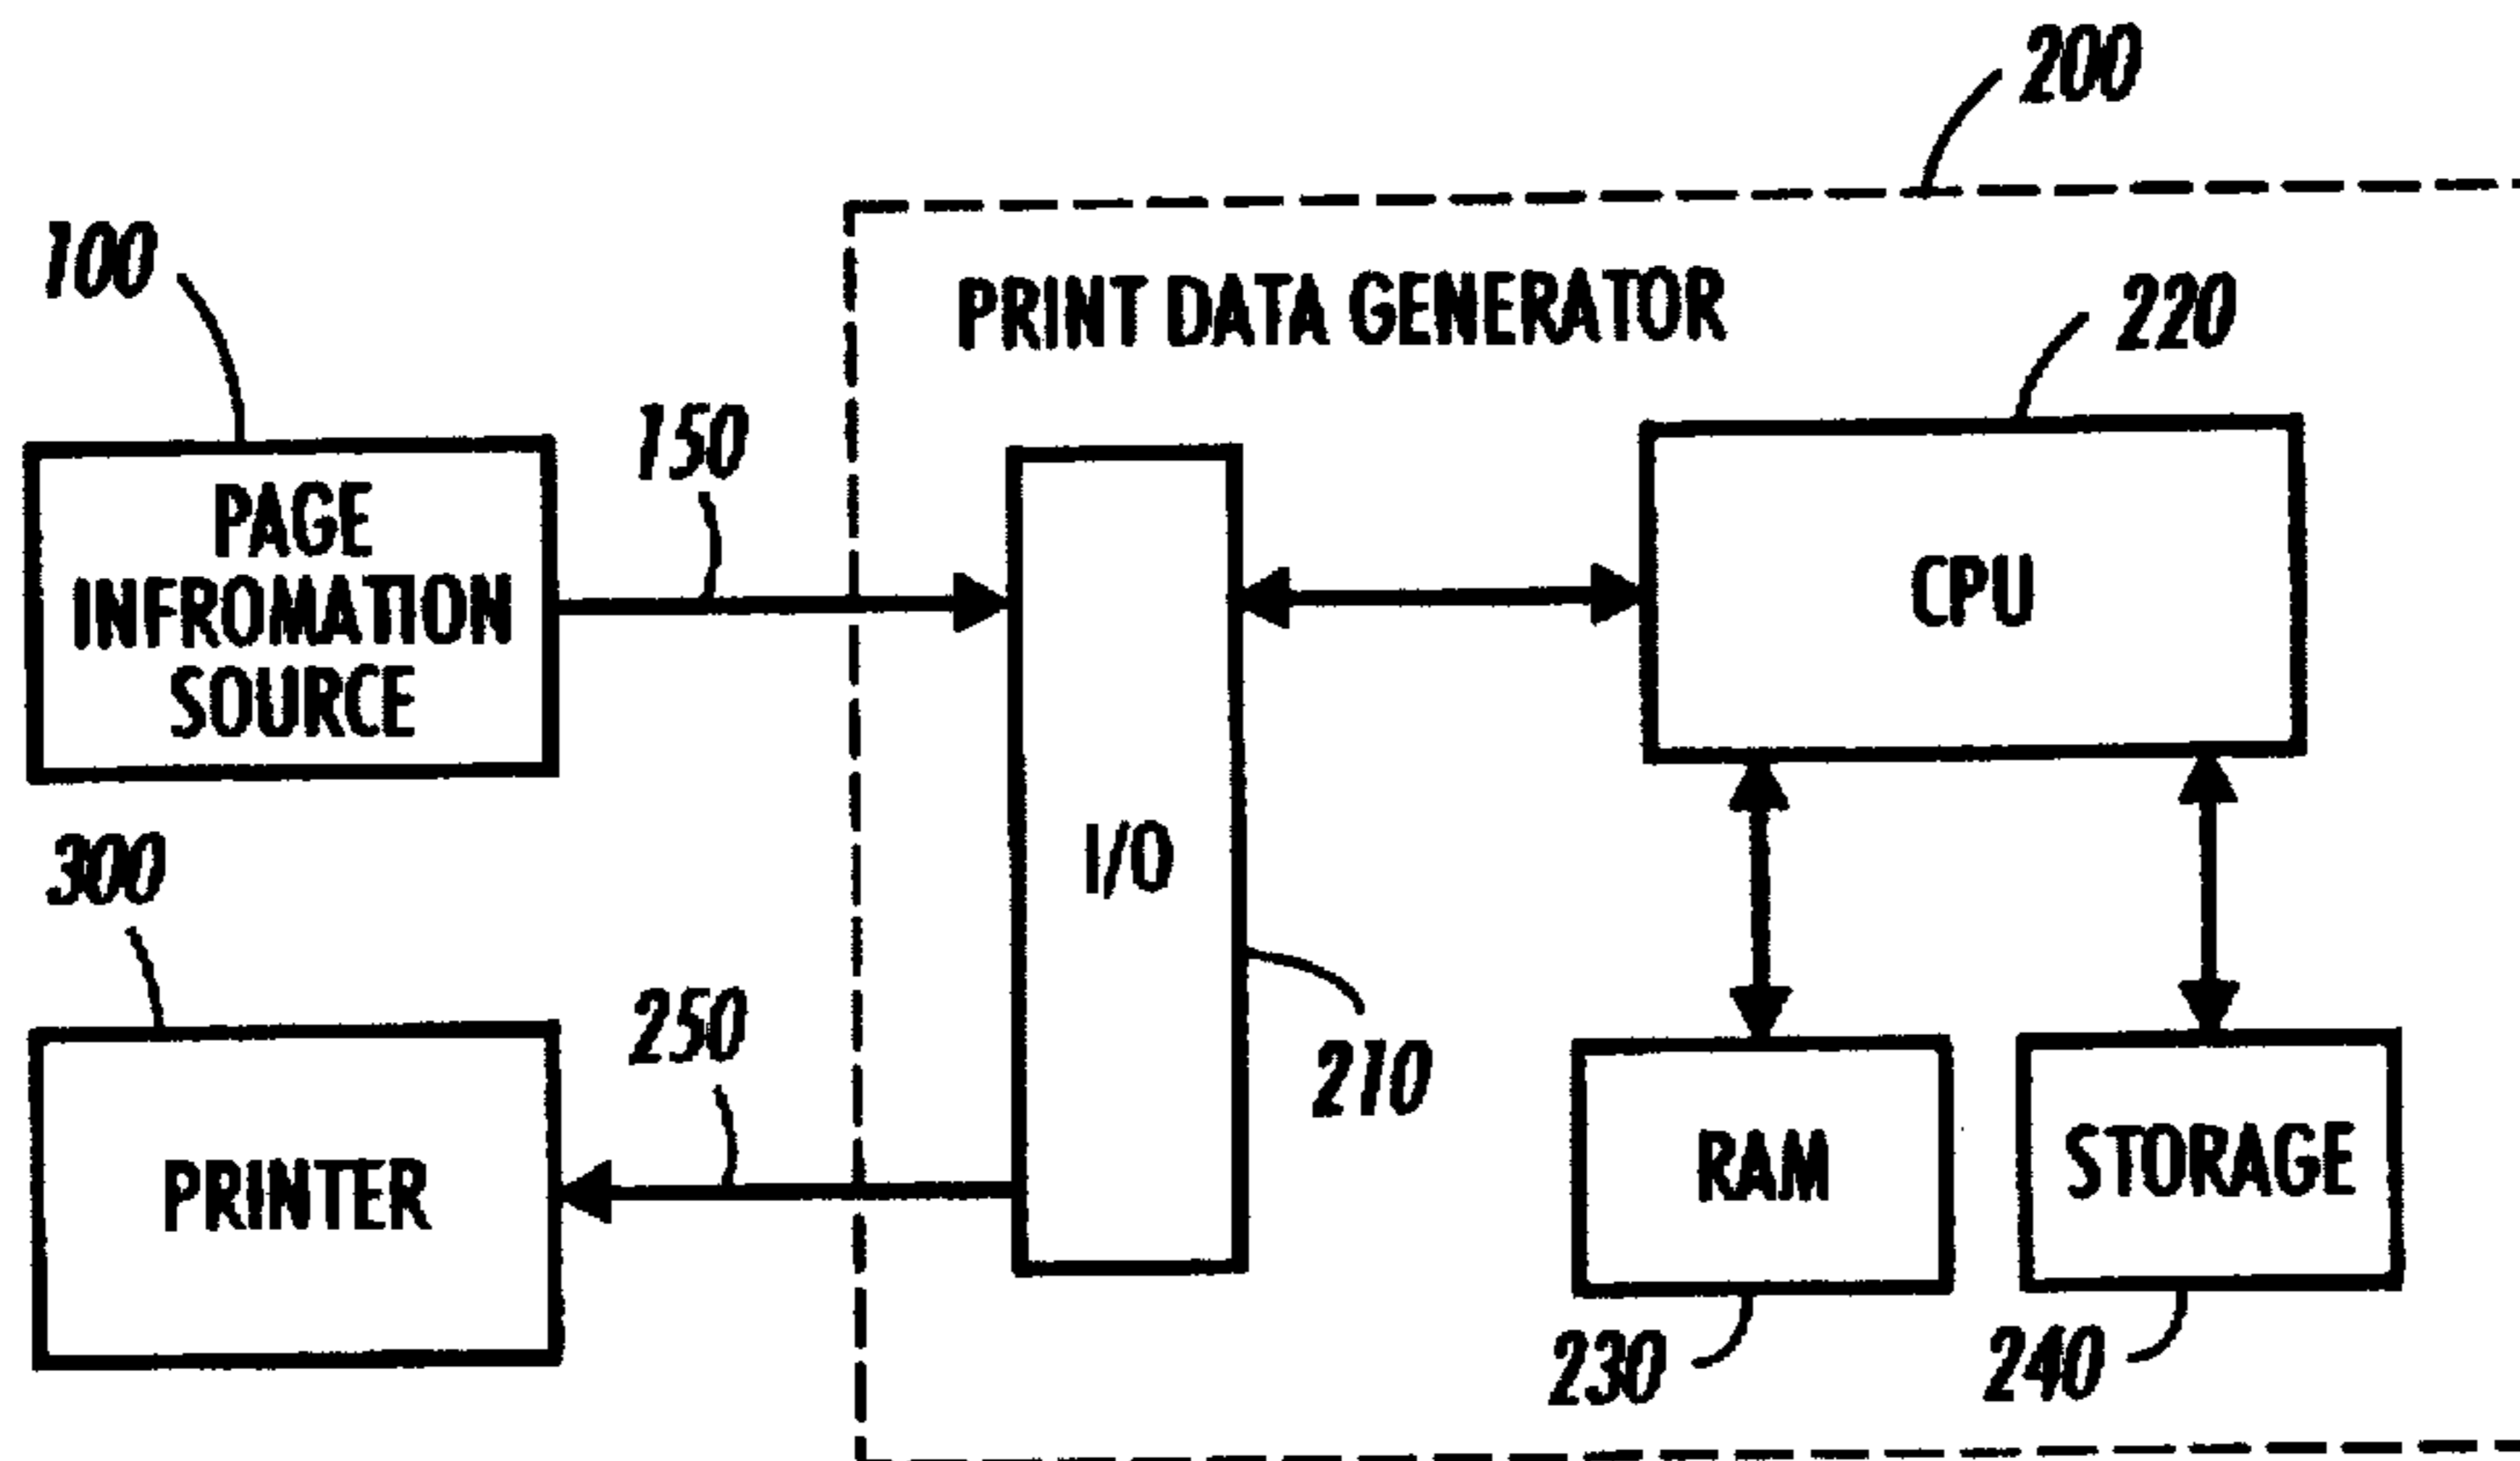 200
100
PRINT DATA GENERATOR
220
150
PAGE
INFROMATION
SOURCE
CPU
300
I/O
250
210
PRINTER
RAM
STORAGE
230
240